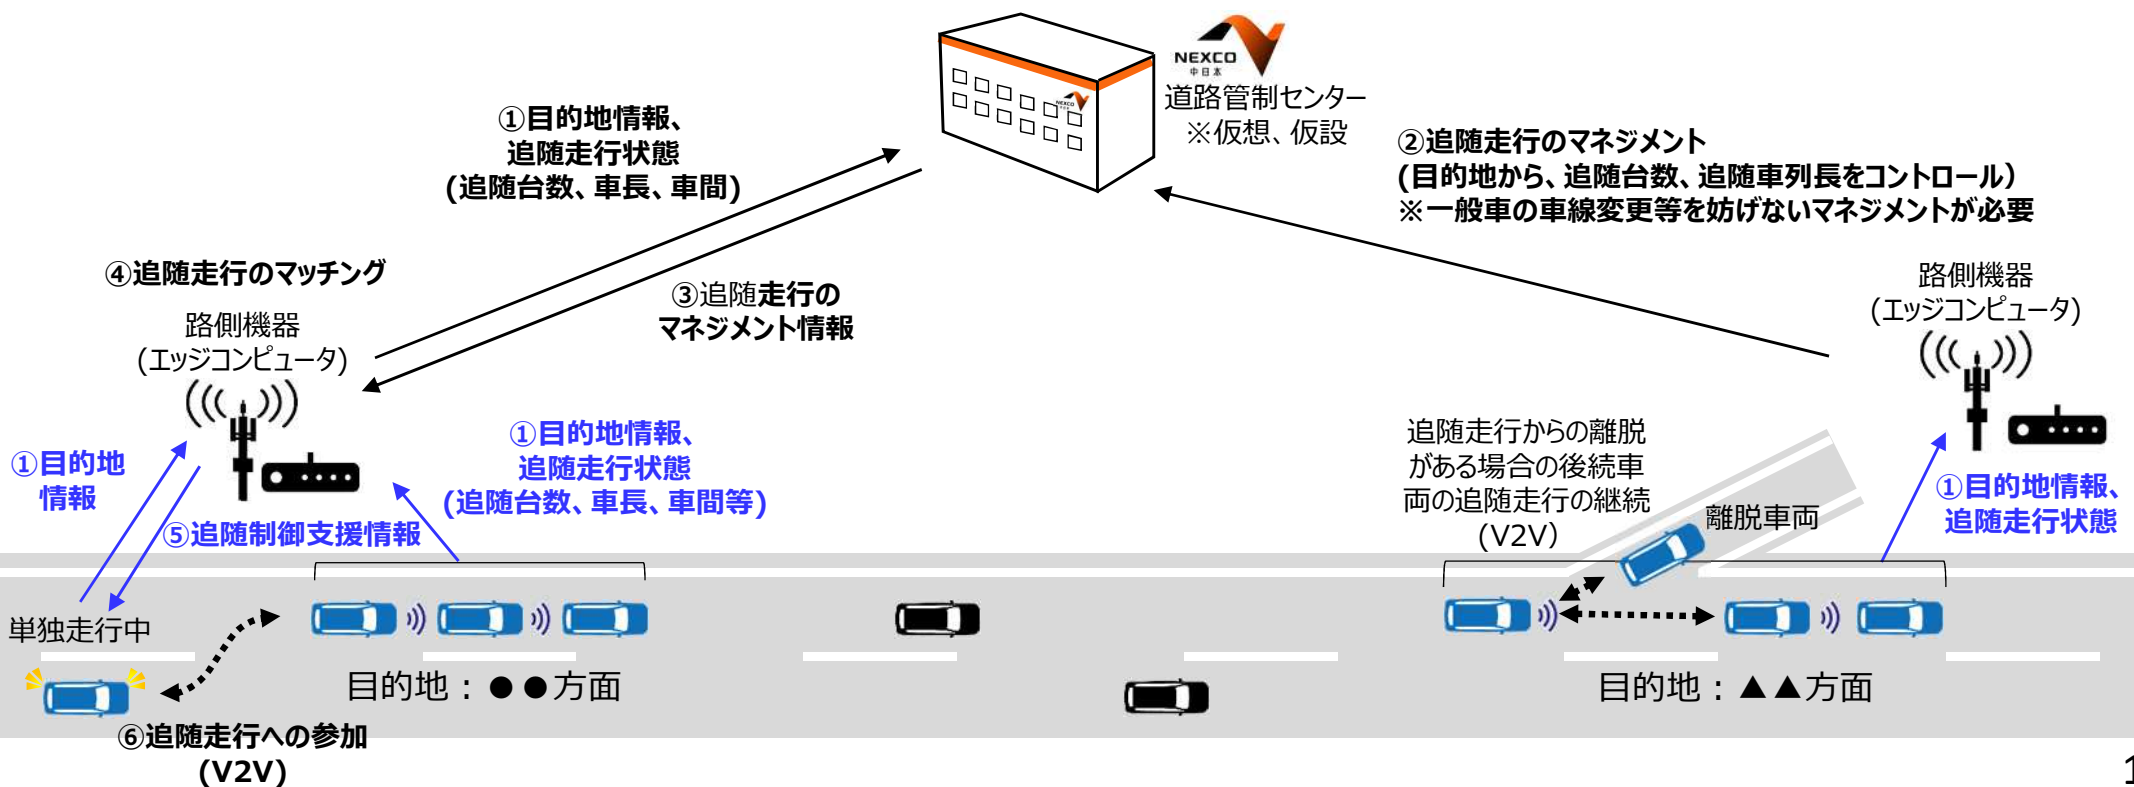 NEXCO
中日本
道路管制センター
※仮想、仮設
NEXCO
①目的地情報、
追随走行状態
(追随台数、車長、車間)
②追随走行のマネジメント
(目的地から、追随台数、追随車列長をコントロール）
※一般車の車線変更等を妨げないマネジメントが必要
④追随走行のマッチング
路側機器
(エッジコンピュータ)
③追随走行の
マネジメント情報
路側機器
(エッジコンピュータ)
①目的地
情報
⑤追随制御支援情報
①目的地情報、
追随走行状態
(追随台数、車長、車間等)
追随走行からの離脱
がある場合の後続車
両の追随走行の継続
(V2V）
離脱車両
①目的地情報、
追随走行状態
単独走行中
目的地：●●方面
目的地：▲▲方面
⑥追随走行への参加
(V2V)
1